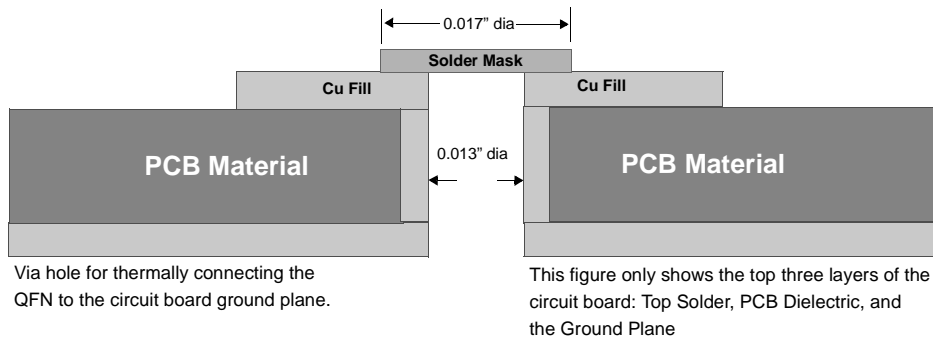 0.017” dia
Solder Mask
Cu Fill
Cu Fill
PCB Material
0.013” dia
PCB Material
Via hole for thermally connecting the
QFN to the circuit board ground plane.
This figure only shows the top three layers of the
circuit board: Top Solder, PCB Dielectric, and
the Ground Plane